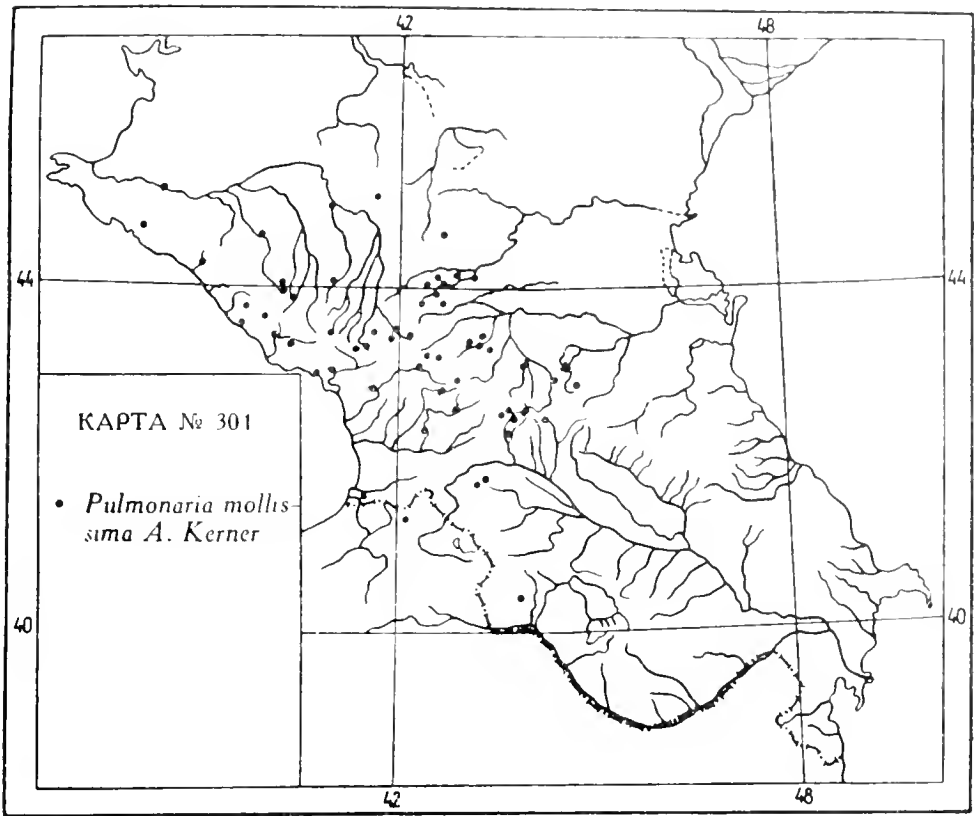 42 48
44 44
КАРТА № 301
• Pulmonaria mollis-
sima A. Kerner
40 40
42 48